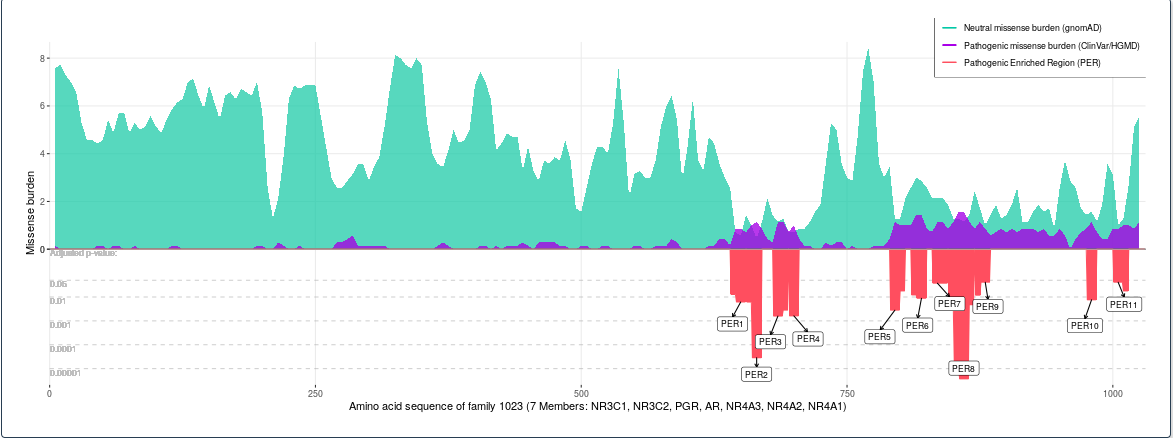 Neutral missense burden (gnomAD)
Pathogenic missense burden (ClinVar/HGMD)
Pathogenic Enriched Region (PER)
Missense burden
8
6
4
2
0
Adjusted p-value:
0.05
0.01
0.001
0.0001
0.00001
PER1
PER2
PER3
PER4
PER5
PER6
PER7
PER8
PER9
PER10
PER11
0
250
500
750
1000
Amino acid sequence of family 1023 (7 Members: NR3C1, NR3C2, PGR, AR, NR4A3, NR4A2, NR4A1)